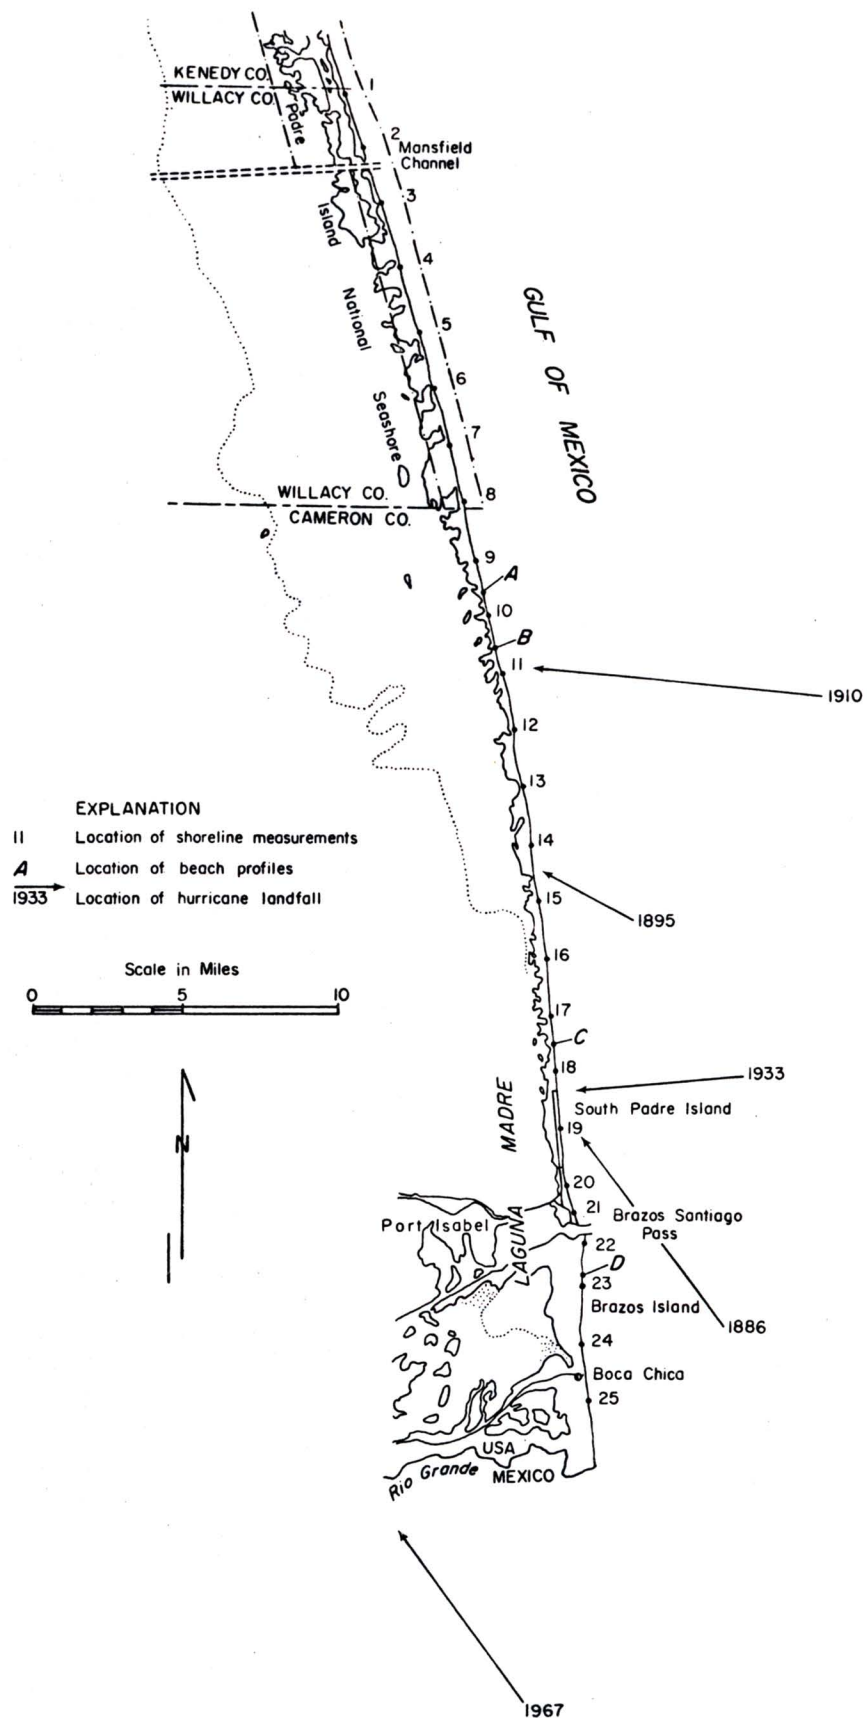 KENEDY CO.
WILLACY CO.
Padre
Island
National
Seashore
1
2
Mansfield
Channel
3
4
5
6
7
8
GULF OF MEXICO
WILLACY CO.
CAMERON CO.
9
A
10
B
11
1910
12
13
14
1895
15
16
17
C
18
1933
South Padre Island
19
20
21
Brazos Santiago
Pass
22
D
23
Brazos Island
1886
24
Boca Chica
25
EXPLANATION
11 Location of shoreline measurements
A Location of beach profiles
1933 Location of hurricane landfall
Scale in Miles
0 5 10
N
LAGUNA MADRE
Port Isabel
USA
Rio Grande
MEXICO
1967